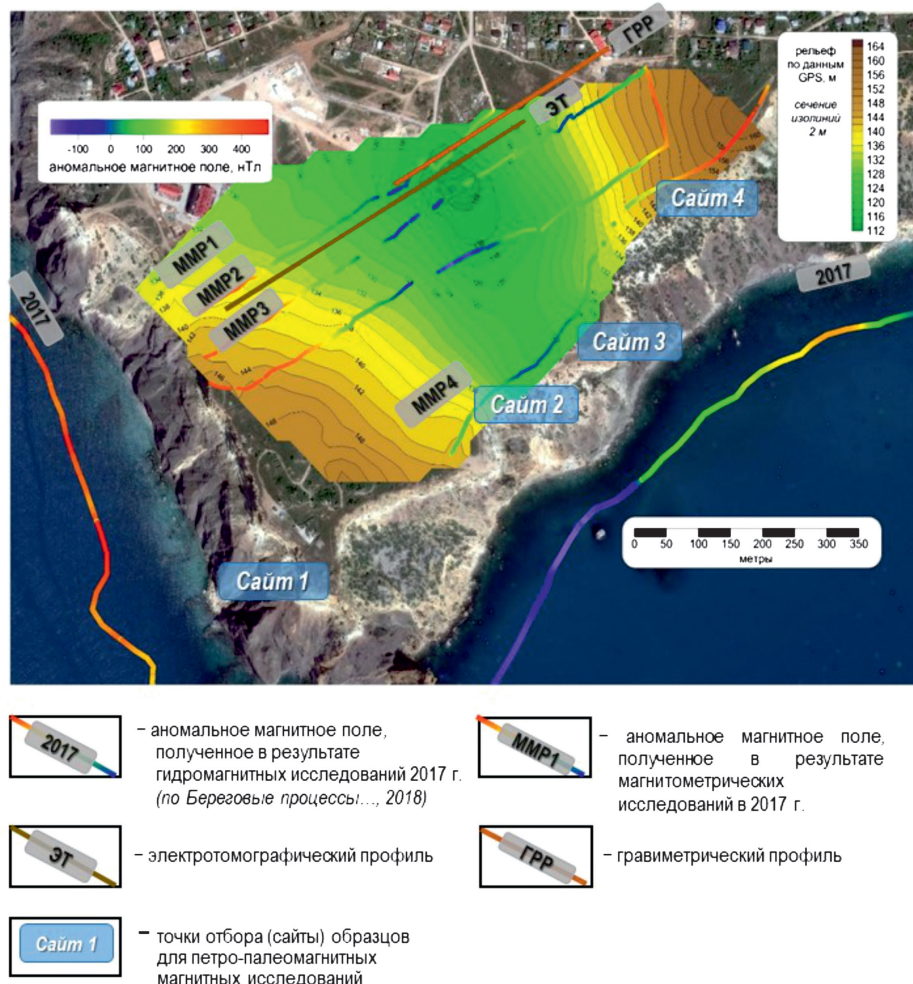 ГРР
ЭТ
-100 0 100 200 300 400
аномальное магнитное поле, нТл
рельеф
по данным
GPS, м
сечение
изолиний
2 м
164
160
156
152
148
144
140
136
132
128
124
120
116
112
Сайт 4
2017
2017
ММР1
ММР2
ММР3
ММР4
Сайт 3
Сайт 2
Сайт 1
0 50 100 150 200 250 300 350
метры
2017
– аномальное магнитное поле,
полученное в результате
гидромагнитных исследований 2017 г.
(по Береговые процессы…, 2018)
ММР1
– аномальное магнитное поле,
полученное в результате
магнитометрических
исследований в 2017 г.
ЭТ
– электротомографический профиль
ГРР
– гравиметрический профиль
Сайт 1
– точки отбора (сайты) образцов
для петро-палеомагнитных
магнитных исследований